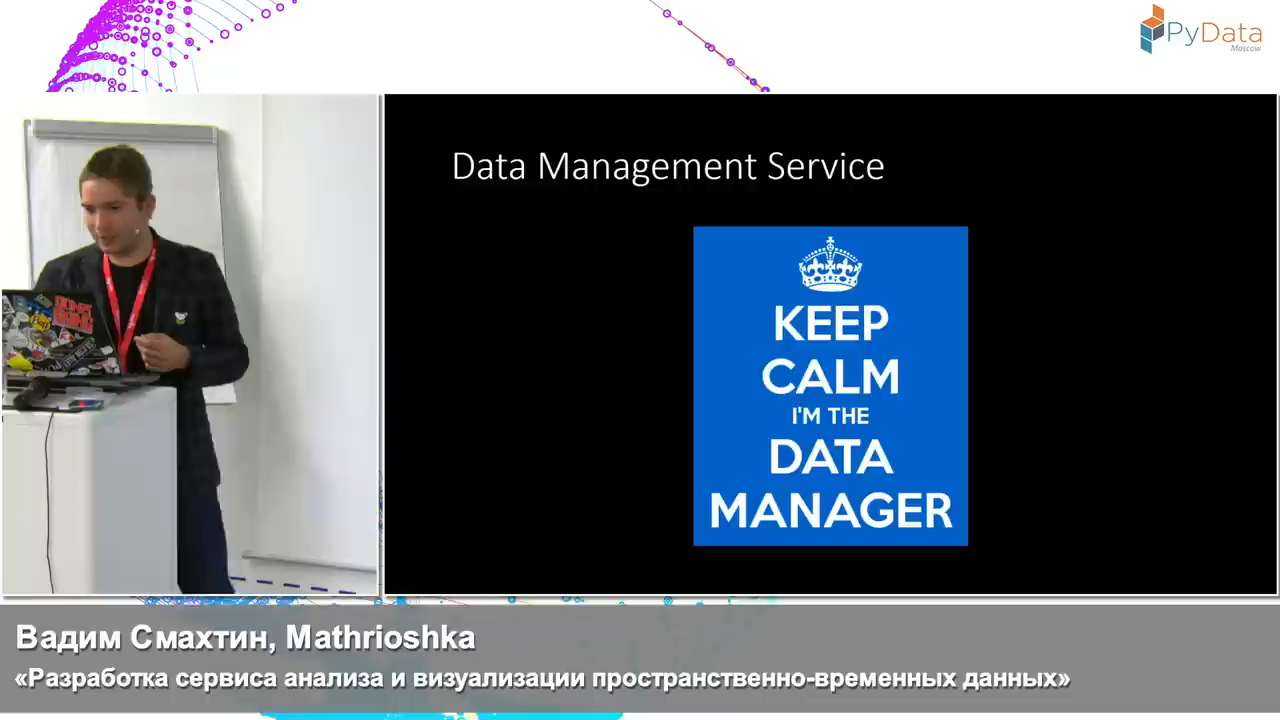 PyData
Moscow
Data Management Service
KEEP
CALM
I'M THE
DATA
MANAGER
Вадим Смахтин, Mathrioshka
«Разработка сервиса анализа и визуализации пространственно-временных данных»